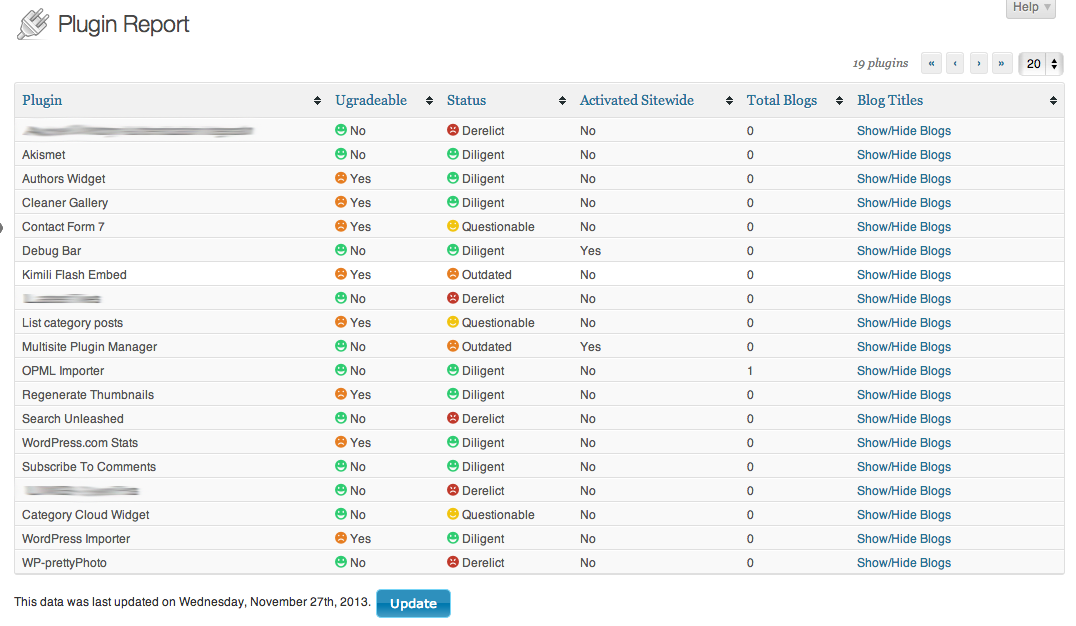 Help
Plugin Report
19 plugins « ‹ › » 20
Plugin Ugradeable Status Activated Sitewide Total Blogs Blog Titles
No Derelict No 0 Show/Hide Blogs
Akismet No Diligent No 0 Show/Hide Blogs
Authors Widget Yes Diligent No 0 Show/Hide Blogs
Cleaner Gallery Yes Diligent No 0 Show/Hide Blogs
Contact Form 7 Yes Questionable No 0 Show/Hide Blogs
Debug Bar No Diligent Yes 0 Show/Hide Blogs
Kimili Flash Embed Yes Outdated No 0 Show/Hide Blogs
No Derelict No 0 Show/Hide Blogs
List category posts Yes Questionable No 0 Show/Hide Blogs
Multisite Plugin Manager No Outdated Yes 0 Show/Hide Blogs
OPML Importer No Diligent No 1 Show/Hide Blogs
Regenerate Thumbnails Yes Diligent No 0 Show/Hide Blogs
Search Unleashed No Derelict No 0 Show/Hide Blogs
WordPress.com Stats Yes Diligent No 0 Show/Hide Blogs
Subscribe To Comments No Diligent No 0 Show/Hide Blogs
No Derelict No 0 Show/Hide Blogs
Category Cloud Widget No Questionable No 0 Show/Hide Blogs
WordPress Importer Yes Diligent No 0 Show/Hide Blogs
WP-prettyPhoto No Derelict No 0 Show/Hide Blogs
This data was last updated on Wednesday, November 27th, 2013. Update